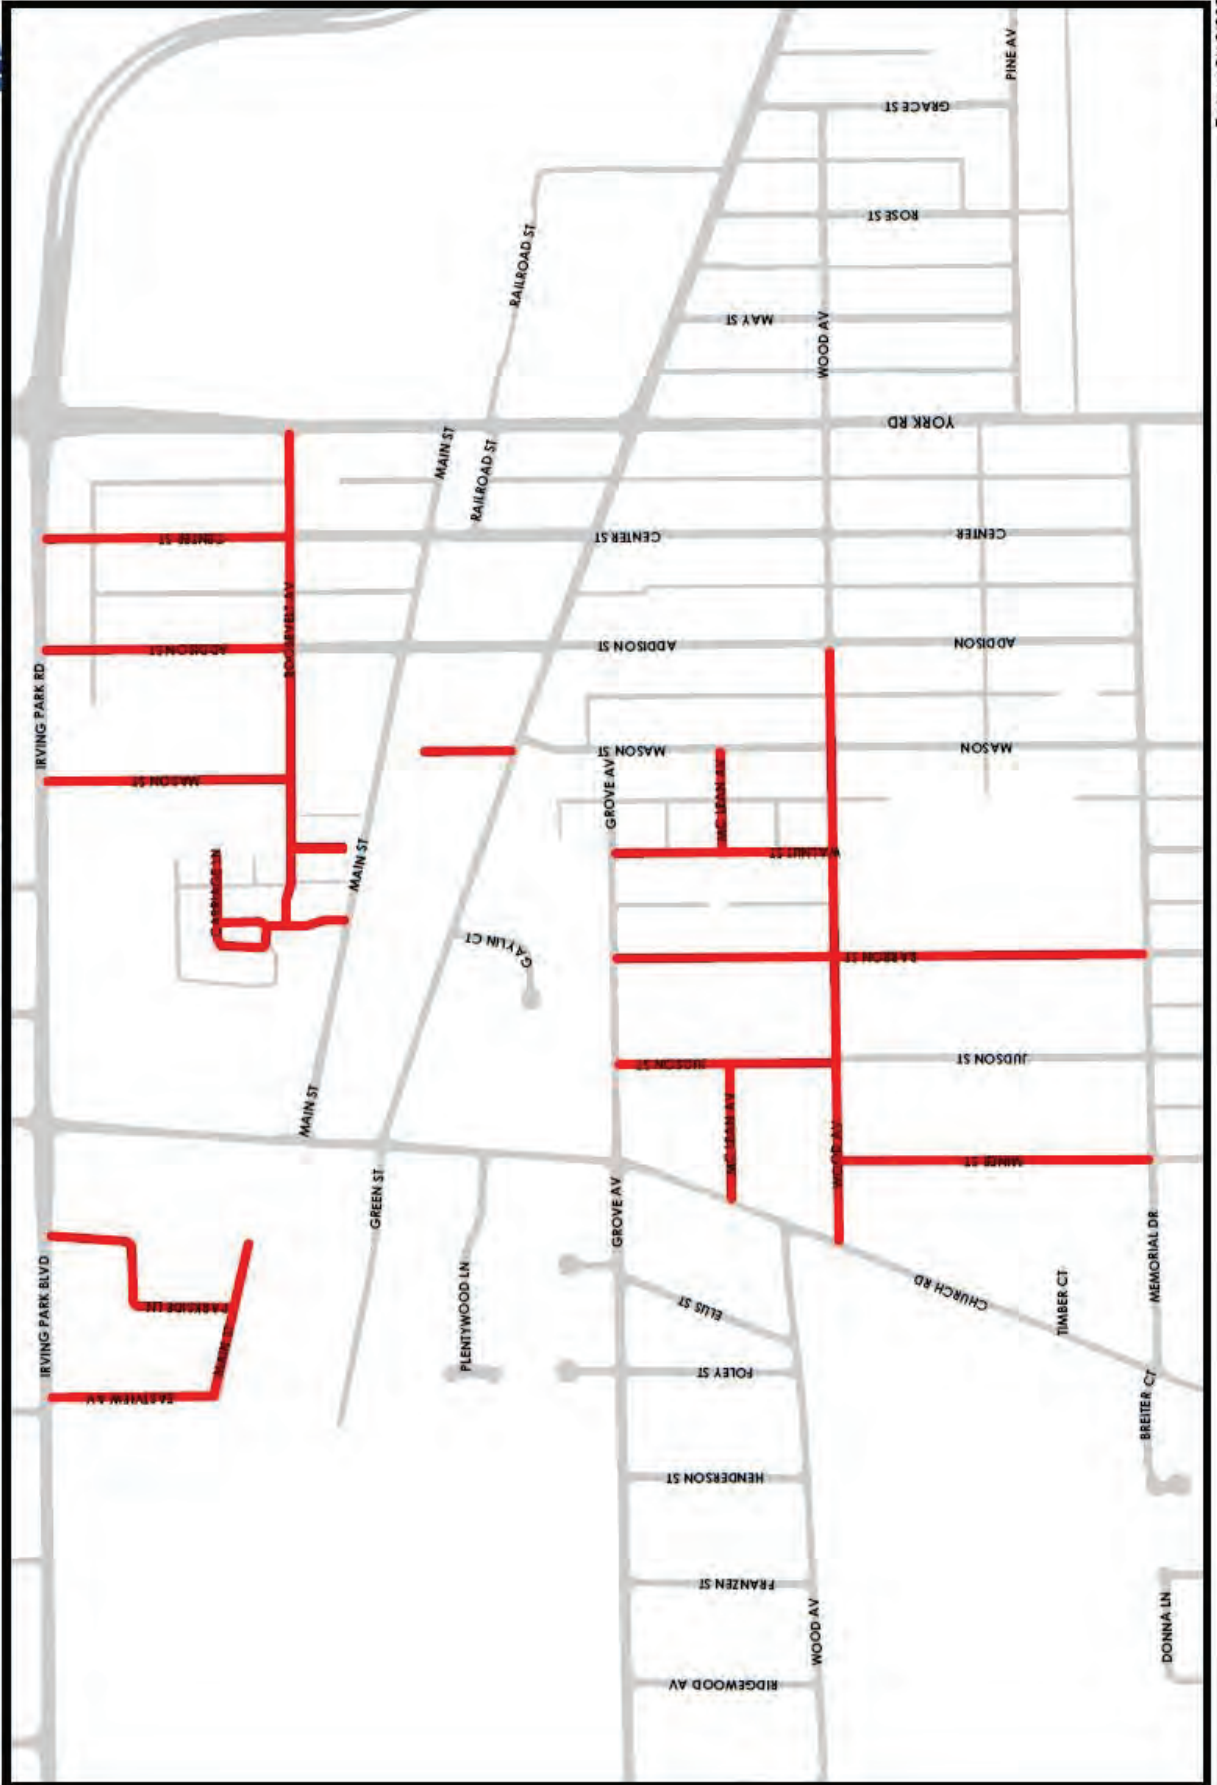 PINE AV
GRACE ST
ROSE ST
RAILROAD ST
MAY ST
WOOD AV
YORK RD
MAIN ST
RAILROAD ST
CENTER ST
CENTER ST
CENTER
ROOSEVELT AV
ADDISON ST
ADDISON ST
ADDISON
IRVING PARK RD
MASON ST
MASON ST
MASON
GROVE AV
MC LEAN AV
MAIN ST
WALNUT ST
CARRIAGE LN
GAYLIN CT
BARRON ST
JUDSON ST
JUDSON ST
MAIN ST
MC LEAN AV
WOOD AV
MINER ST
GREEN ST
GROVE AV
MEMORIAL DR
IRVING PARK BLVD
PARKSIDE LN
MAIN ST
PLENTYWOOD LN
ELLIS ST
CHURCH RD
TIMBER CT
FOLEY ST
EASTVIEW AV
BREITER CT
HENDERSON ST
FRANZEN ST
WOOD AV
DONNA LN
RIDGEWOOD AV